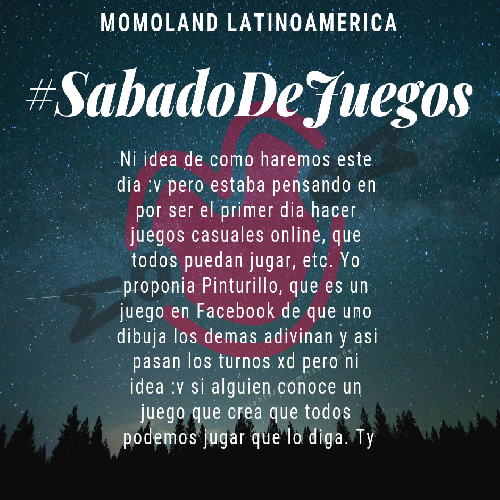 MOMOLAND LATINOAMERICA
#SabadoDeJuegos
Ni idea de como haremos este
dia :v pero estaba pensando en
por ser el primer dia hacer
juegos casuales online, que
todos puedan jugar, etc. Yo
proponia Pinturillo, que es un
juego en Facebook de que uno
dibuja los demas adivinan y asi
pasan los turnos xd pero ni
idea :v si alguien conoce un
juego que crea que todos
podemos jugar que lo diga. Ty